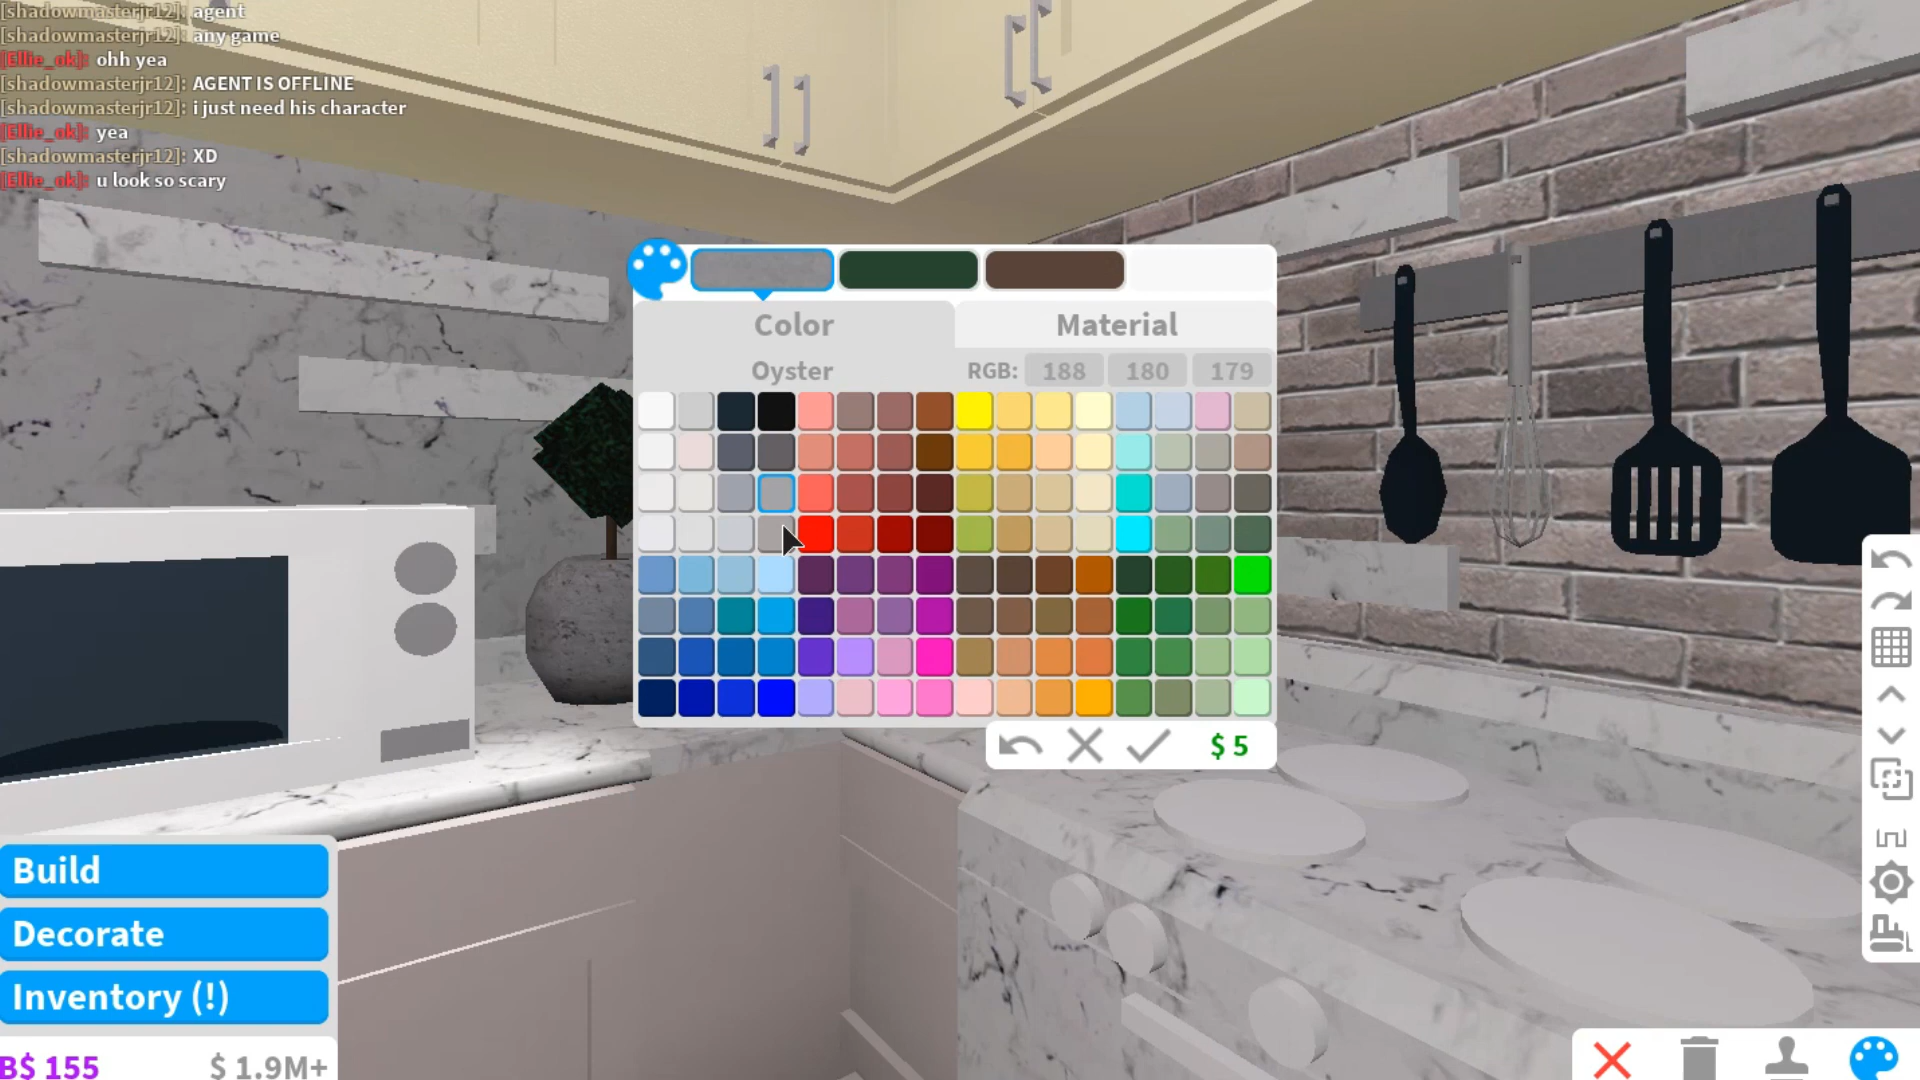 [shadowmasterjr12]: agent
[shadowmasterjr12]: any game
[Ellie_ok]: ohh yea
[shadowmasterjr12]: AGENT IS OFFLINE
[shadowmasterjr12]: i just need his character
[Ellie_ok]: yea
[shadowmasterjr12]: XD
[Ellie_ok]: u look so scary
Color
Material
Oyster
RGB: 188 180 179
$ 5
Build
Decorate
Inventory (!)
B$ 155
$ 1.9M+